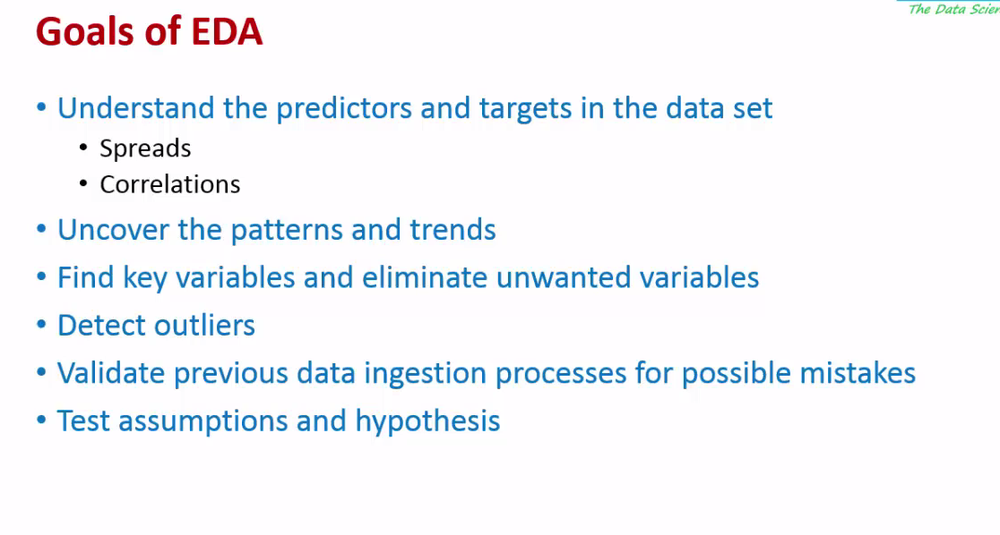 The Data Scien
Goals of EDA
• Understand the predictors and targets in the data set
• Spreads
• Correlations
• Uncover the patterns and trends
• Find key variables and eliminate unwanted variables
• Detect outliers
• Validate previous data ingestion processes for possible mistakes
• Test assumptions and hypothesis